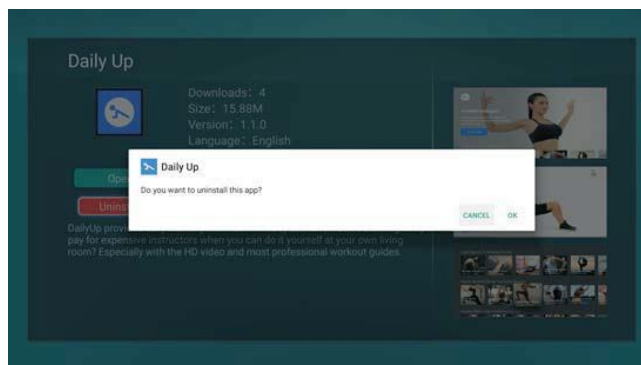 Daily Up
Downloads: 4
Size: 15.88M
Version: 1.1.0
Language: English
Daily Up
Do you want to uninstall this app?
CANCEL OK
pay for expensive instructors when you can do it yourself at your own living
room? Especially with the HD video and most professional workout guides.